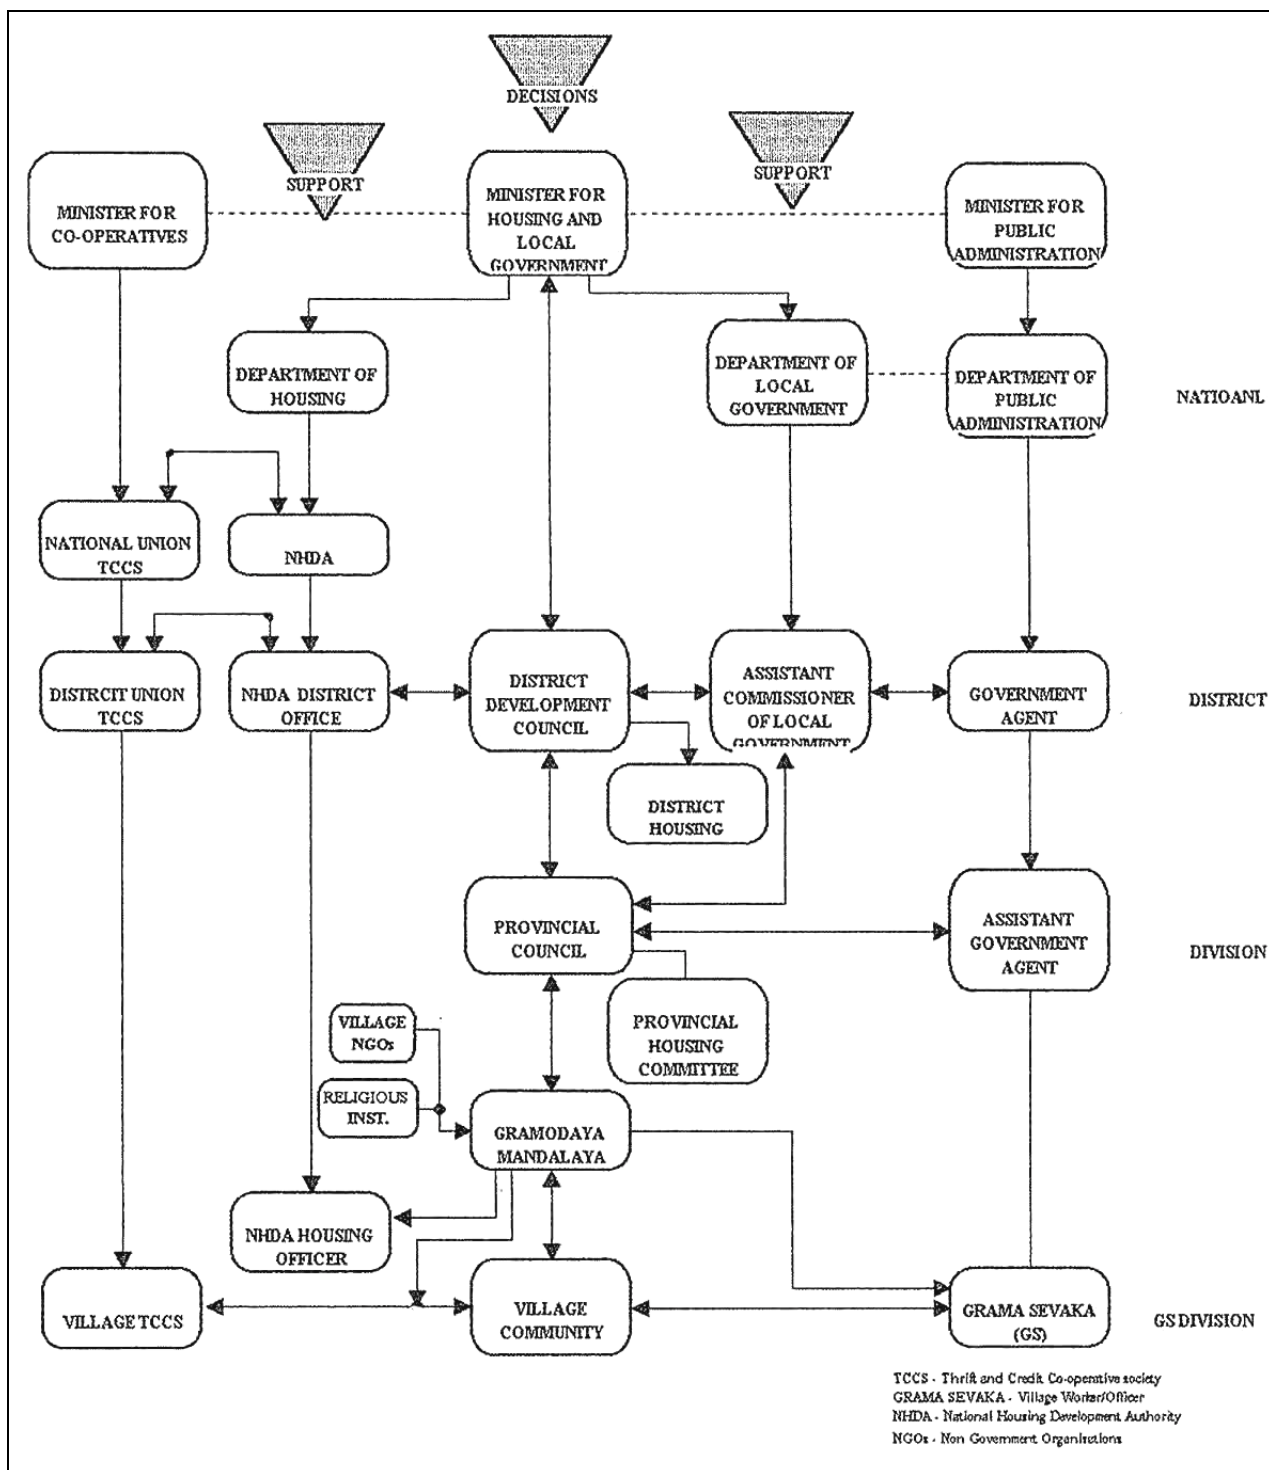 DECISIONS
SUPPORT
SUPPORT
MINISTER FOR
CO-OPERATIVES
MINISTER FOR
HOUSING AND
LOCAL
GOVERNMENT
MINISTER FOR
PUBLIC
ADMINISTRATION
DEPARTMENT OF
HOUSING
DEPARTMENT OF
LOCAL
GOVERNMENT
DEPARTMENT OF
PUBLIC
ADMINISTRATION
NATIOANL
NATIONAL UNION
TCCS
NHDA
DISTRCIT UNION
TCCS
NHDA DISTRICT
OFFICE
DISTRICT
DEVELOPMENT
COUNCIL
ASSISTANT
COMMISSIONER
OF LOCAL
GOVERNMENT
GOVERNMENT
AGENT
DISTRICT
DISTRICT
HOUSING
PROVINCIAL
COUNCIL
ASSISTANT
GOVERNMENT
AGENT
DIVISION
VILLAGE
NGOs
PROVINCIAL
HOUSING
COMMITTEE
RELIGIOUS
INST.
GRAMODAYA
MANDALAYA
NHDA HOUSING
OFFICER
VILLAGE TCCS
VILLAGE
COMMUNITY
GRAMA SEVAKA
(GS)
GS DIVISION
TCCS - Thrift and Credit Co-operative society
GRAMA SEVAKA - Village Worker/Officer
NHDA - National Housing Development Authority
NGOs - Non Government Organisations